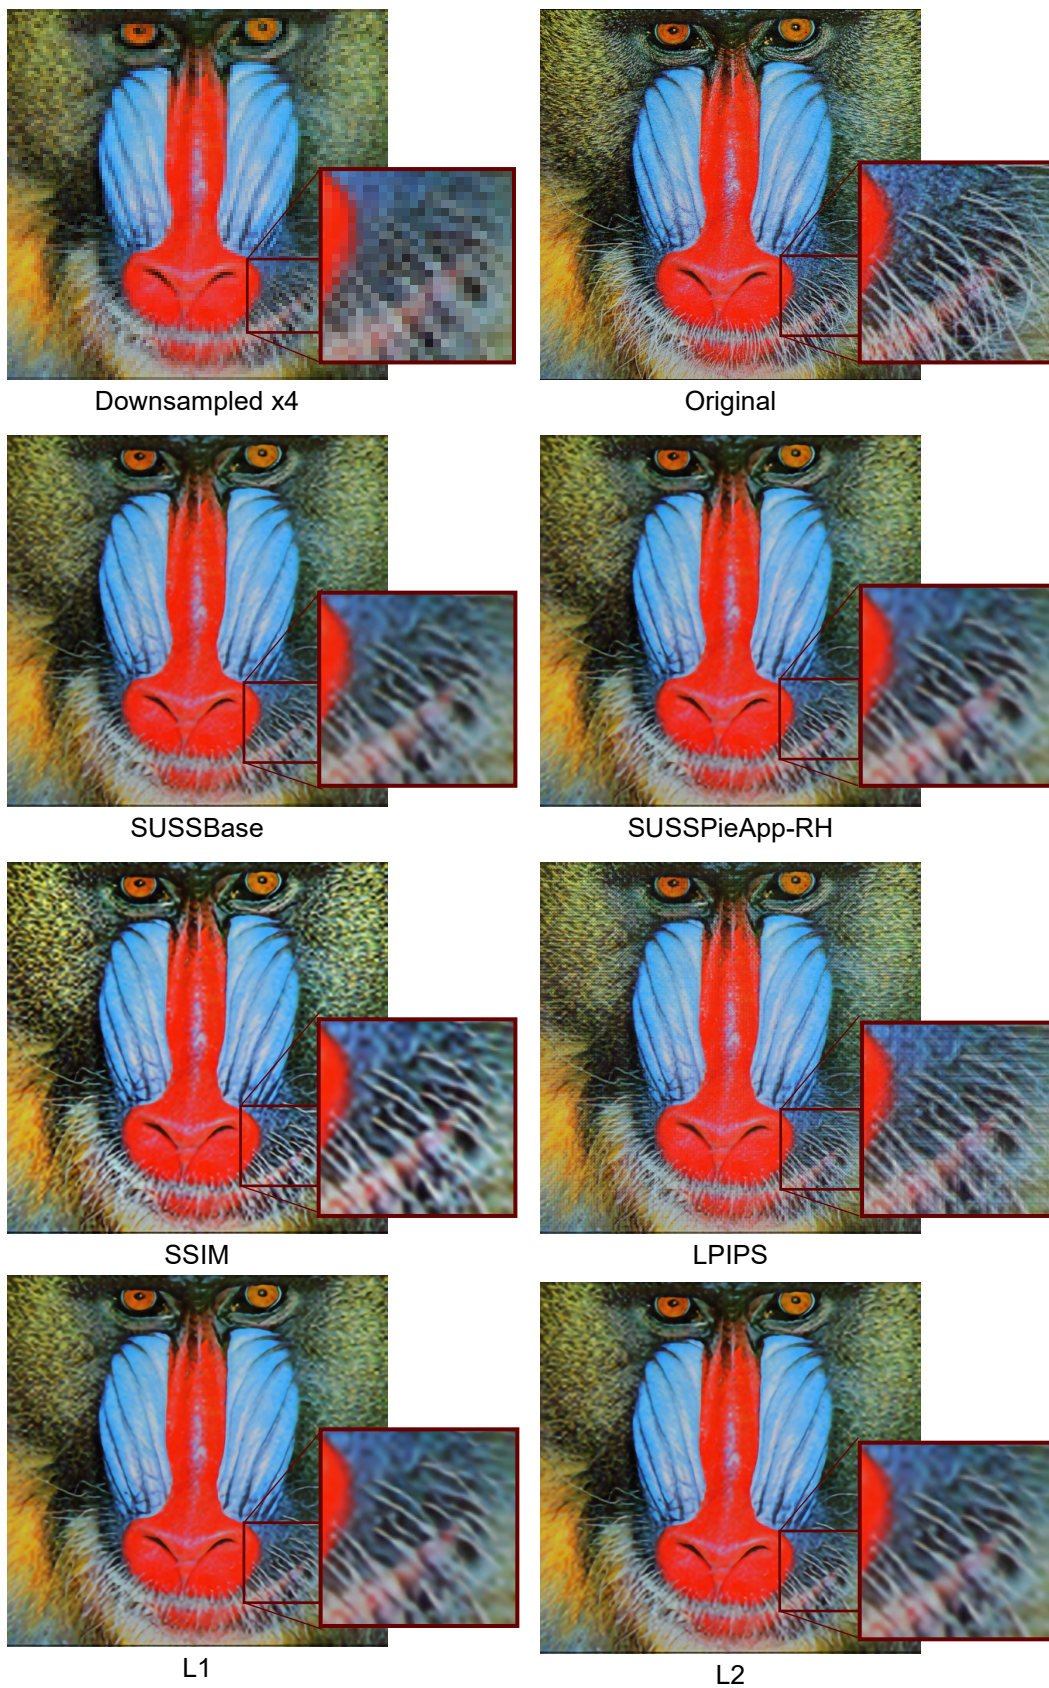 Downsampled x4
Original
SUSSBase
SUSSPieApp-RH
SSIM
LPIPS
L1
L2